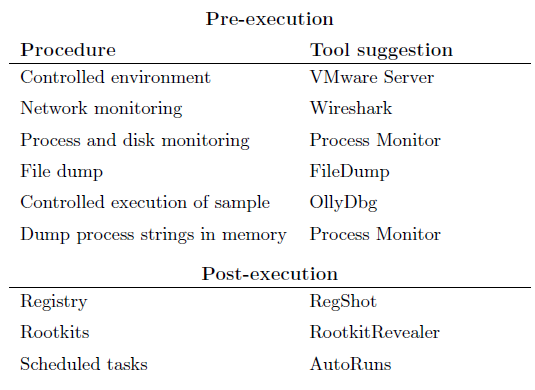 Pre-execution
Procedure Tool suggestion
Controlled environment VMware Server
Network monitoring Wireshark
Process and disk monitoring Process Monitor
File dump FileDump
Controlled execution of sample OllyDbg
Dump process strings in memory Process Monitor
Post-execution
Registry RegShot
Rootkits RootkitRevealer
Scheduled tasks AutoRuns